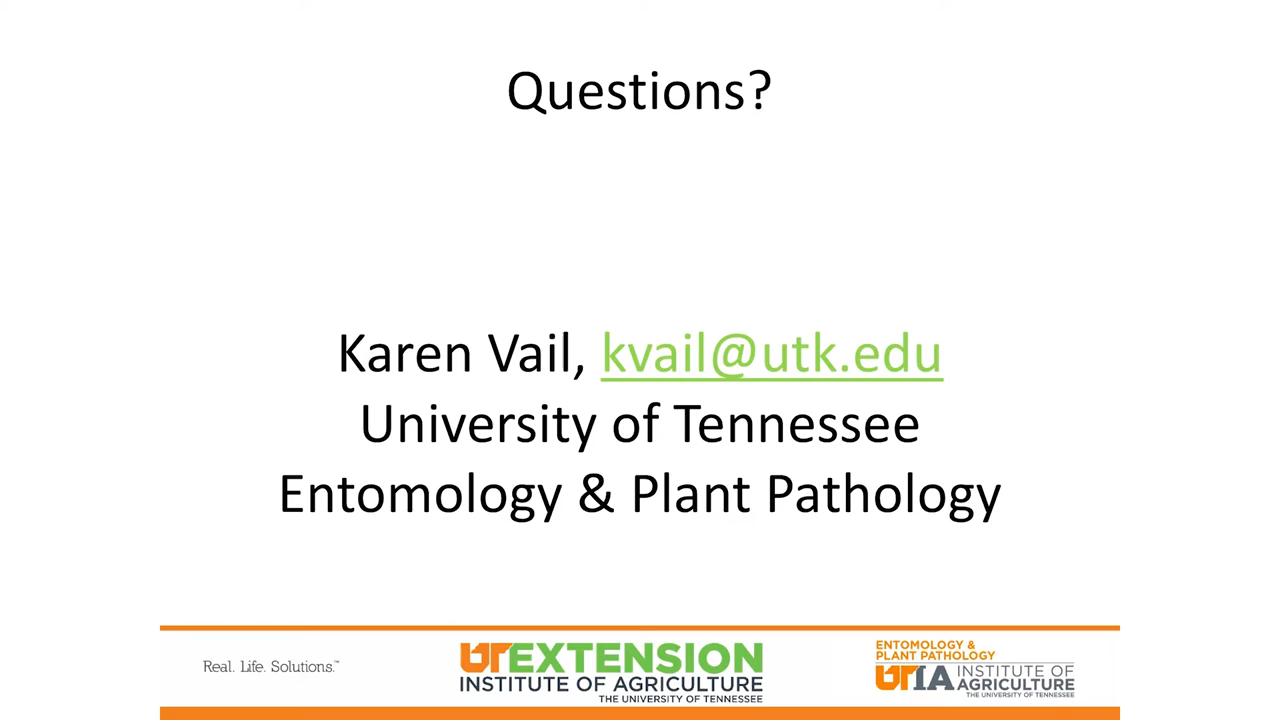 Questions?
Karen Vail, kvail@utk.edu
University of Tennessee
Entomology & Plant Pathology
Real. Life. Solutions.™
UTEXTENSION
INSTITUTE OF AGRICULTURE
THE UNIVERSITY OF TENNESSEE
ENTOMOLOGY &
PLANT PATHOLOGY
UTIA INSTITUTE OF
AGRICULTURE
THE UNIVERSITY OF TENNESSEE